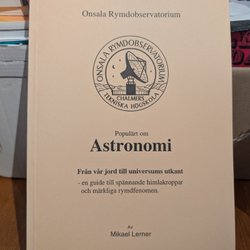 Onsala Rymdobservatorium
ONSALA RYMDOBSERVATORIUM
CHALMERS
TEKNISKA HÖGSKOLA
Populärt om
Astronomi
Från vår jord till universums utkant
- en guide till spännande himlakroppar
och märkliga rymdfenomen.
Av
Mikael Lerner